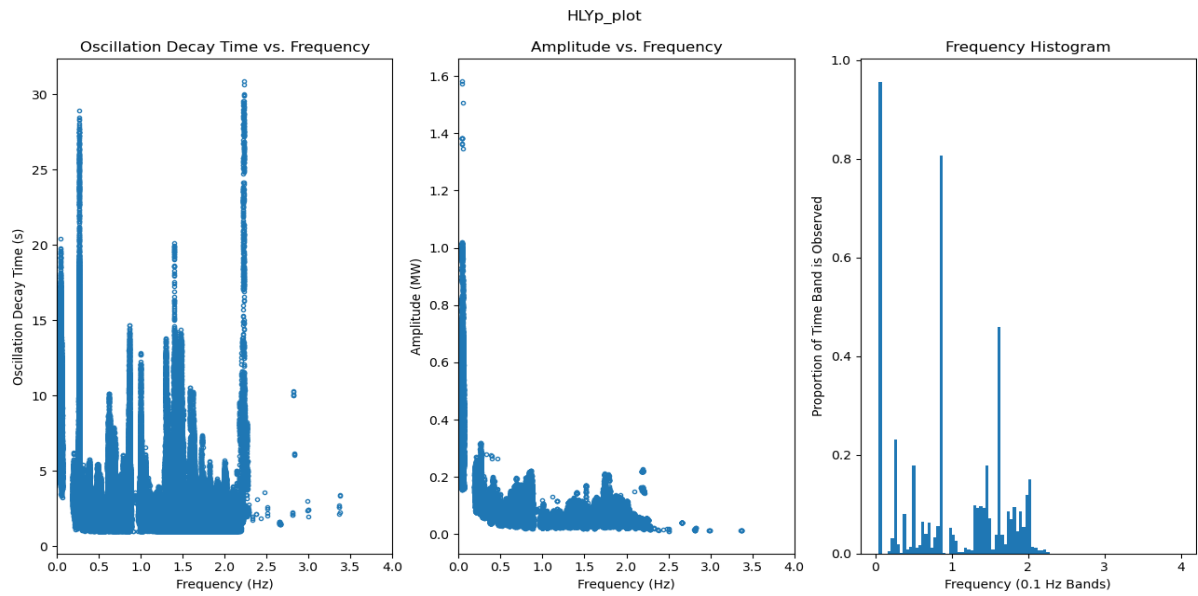 HLYp_plot
Oscillation Decay Time vs. Frequency
Oscillation Decay Time (s)
30
25
20
15
10
5
0
0.0 0.5 1.0 1.5 2.0 2.5 3.0 3.5 4.0
Frequency (Hz)
Amplitude vs. Frequency
Amplitude (MW)
1.6
1.4
1.2
1.0
0.8
0.6
0.4
0.2
0.0
0.0 0.5 1.0 1.5 2.0 2.5 3.0 3.5 4.0
Frequency (Hz)
Frequency Histogram
Proportion of Time Band is Observed
1.0
0.8
0.6
0.4
0.2
0.0
0 1 2 3 4
Frequency (0.1 Hz Bands)